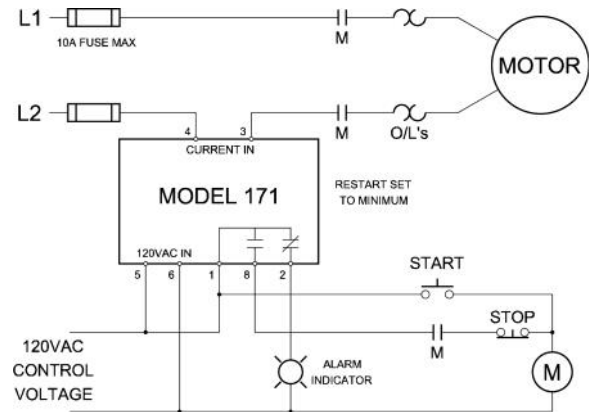 L1
10A FUSE MAX
M
MOTOR
L2
M
O/L's
4
3
CURRENT IN
MODEL 171
RESTART SET
TO MINIMUM
120VAC IN
5
6
1
8
2
START
STOP
M
120VAC
CONTROL
VOLTAGE
ALARM
INDICATOR
M